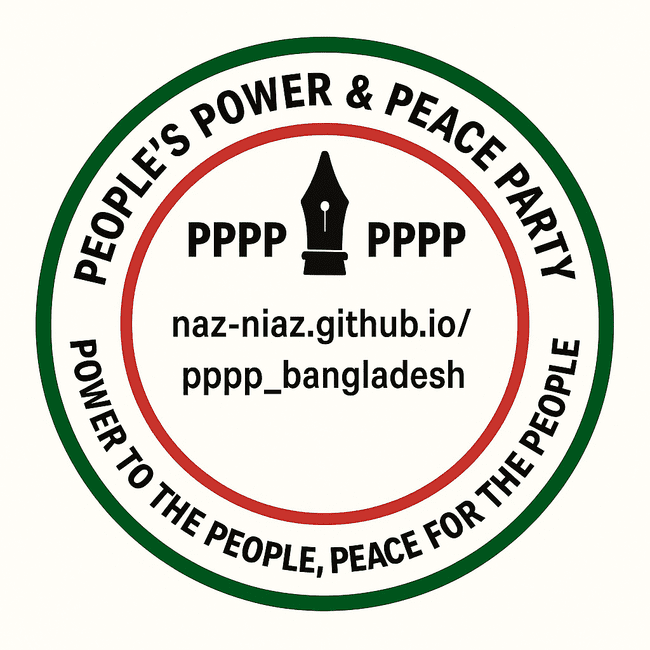 PEOPLE'S POWER & PEACE PARTY
PPPP PPPP
naz-niaz.github.io/
pppp_bangladesh
POWER TO THE PEOPLE, PEACE FOR THE PEOPLE